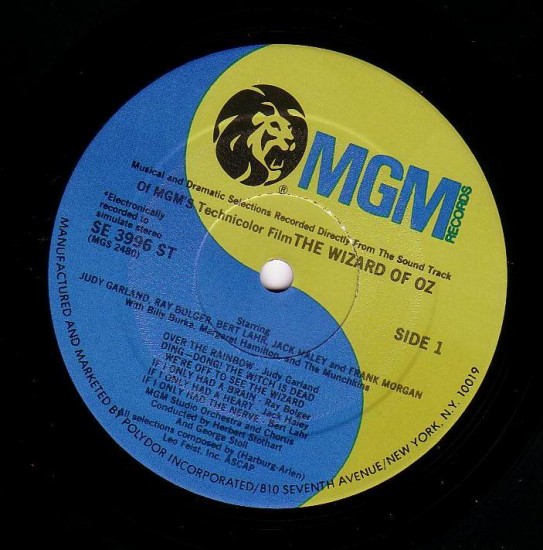 MGM
RECORDS
®
Musical and Dramatic Selections Recorded Directly From The Sound Track
Of MGM'S Technicolor Film THE WIZARD OF OZ
*Electronically
recorded to
simulate stereo
SE 3996 ST
(MGS 2480)
SIDE 1
Starring
JUDY GARLAND, RAY BOLGER, BERT LAHR, JACK HALEY and FRANK MORGAN
With Billy Burke, Margaret Hamilton, and The Munchkins
OVER THE RAINBOW - Judy Garland
DING-DONG! THE WITCH IS DEAD
WE'RE OFF TO SEE THE WIZARD
IF I ONLY HAD A BRAIN - Ray Bolger
IF I ONLY HAD A HEART - Jack Haley
IF I ONLY HAD THE NERVE - Bert Lahr
MGM Studio Orchestra and Chorus
Conducted by Herbert Stothart
And George Stoll
All selections composed by (Harburg-Arlen)
Leo Feist, Inc. ASCAP
MANUFACTURED AND MARKETED BY POLYDOR INCORPORATED/810 SEVENTH AVENUE/NEW YORK, N.Y. 10019